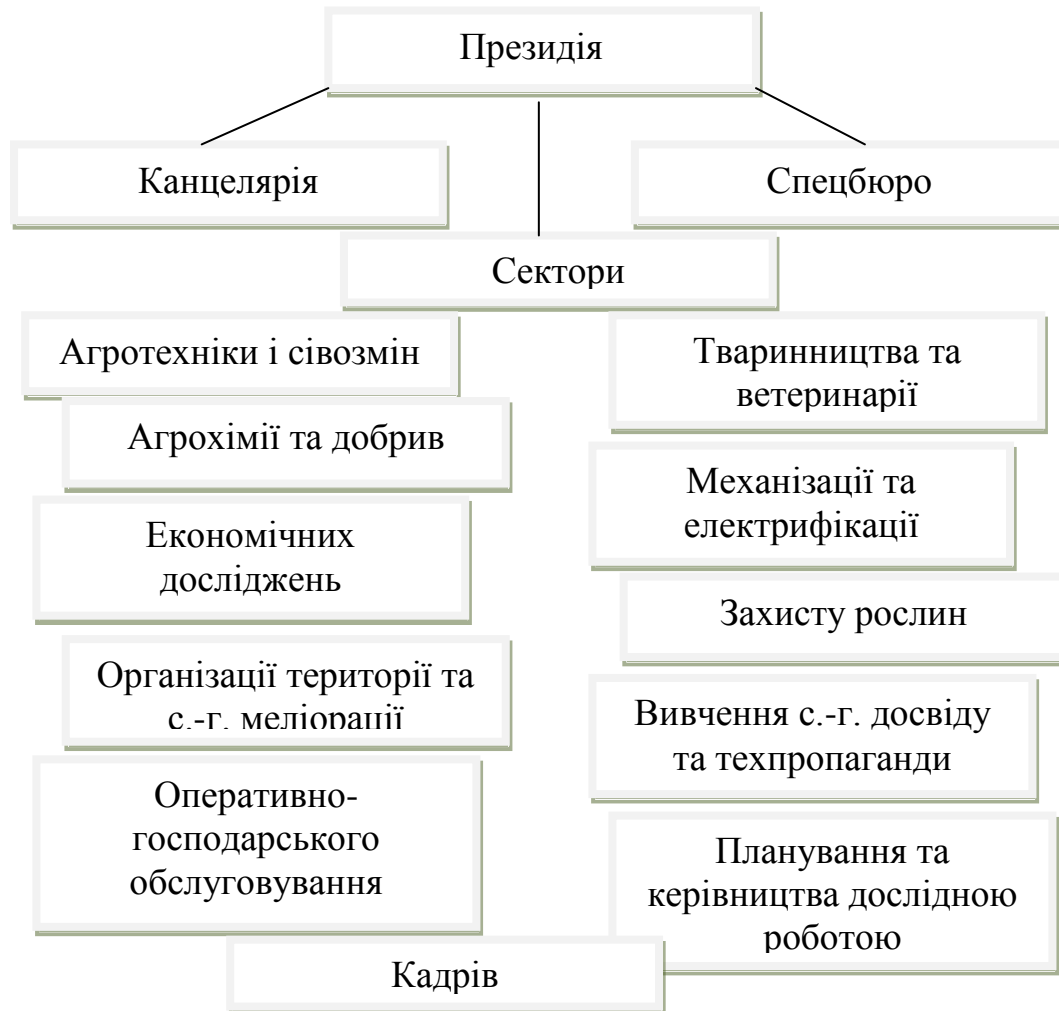 Президія
Канцелярія
Спецбюро
Сектори
Агротехніки і сівозмін
Агрохімії та добрив
Економічних
досліджень
Організації території та
с.-г. меліорації
Оперативно-
господарського
обслуговування
Тваринництва та
ветеринарії
Механізації та
електрифікації
Захисту рослин
Вивчення с.-г. досвіду
та техпропаганди
Планування та
керівництва дослідною
роботою
Кадрів